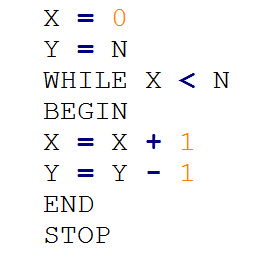 X = 0
Y = N
WHILE X < N
BEGIN
X = X + 1
Y = Y - 1
END
STOP